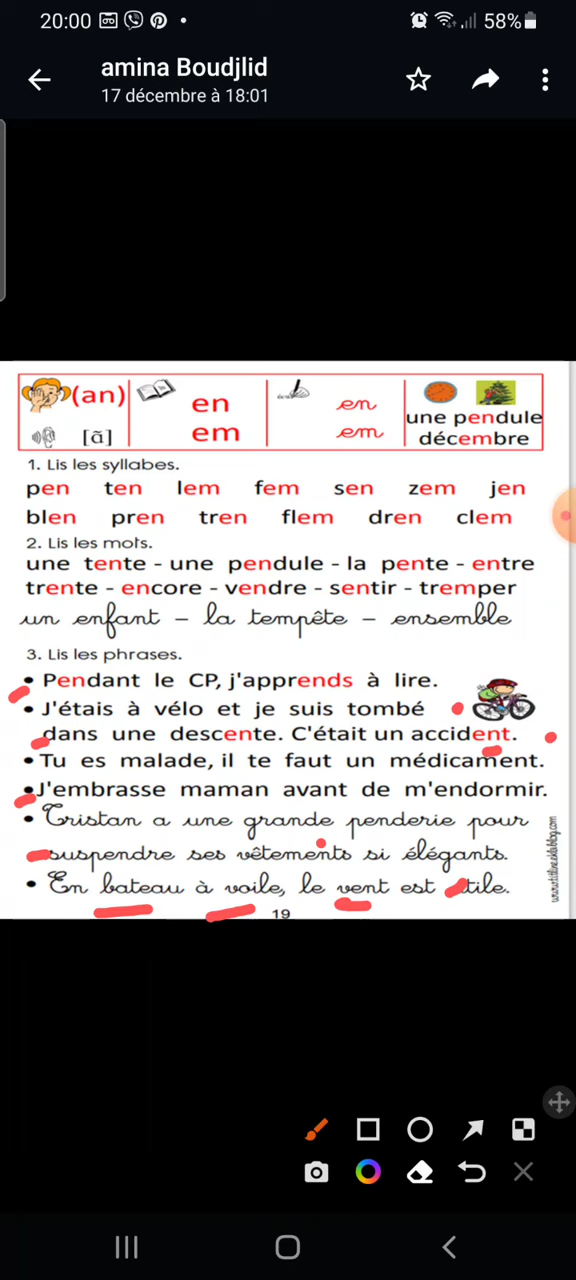 20:00 58%
amina Boudjlid
17 décembre à 18:01
(an) en en
[ã] em em
une pendule
décembre
1. Lis les syllabes.
pen ten lem fem sen zem jen
blen pren tren flem dren clem
2. Lis les mots.
une tente - une pendule - la pente - entre
trente - encore - vendre - sentir - tremper
un enfant - la tempête - ensemble
3. Lis les phrases.
• Pendant le CP, j'apprends à lire.
• J'étais à vélo et je suis tombé
dans une descente. C'était un accident.
• Tu es malade, il te faut un médicament.
• J'embrasse maman avant de m'endormir.
• Tristan a une grande penderie pour
suspendre ses vêtements si élégants.
• En bateau à voile, le vent est utile.
19